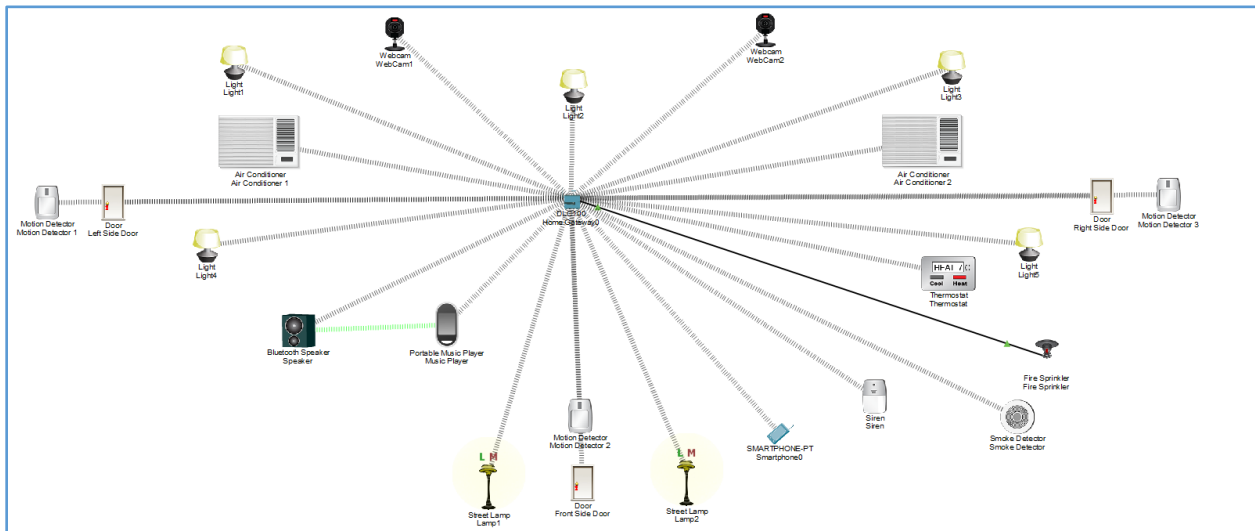 Webcam
WebCam1
Webcam
WebCam2
Light
Light1
Light
Light2
Light
Light3
Air Conditioner
Air Conditioner 1
Air Conditioner
Air Conditioner 2
Motion Detector
Motion Detector 1
Door
Left Side Door
Home Gateway0
Door
Right Side Door
Motion Detector
Motion Detector 3
Light
Light4
Light
Light5
Cool Heat
Thermostat
Thermostat
Bluetooth Speaker
Speaker
Portable Music Player
Music Player
Fire Sprinkler
Fire Sprinkler
Siren
Siren
Smoke Detector
Smoke Detector
Motion Detector
Motion Detector 2
SMARTPHONE-PT
Smartphone0
L M
Street Lamp
Lamp1
Door
Front Side Door
L M
Street Lamp
Lamp2